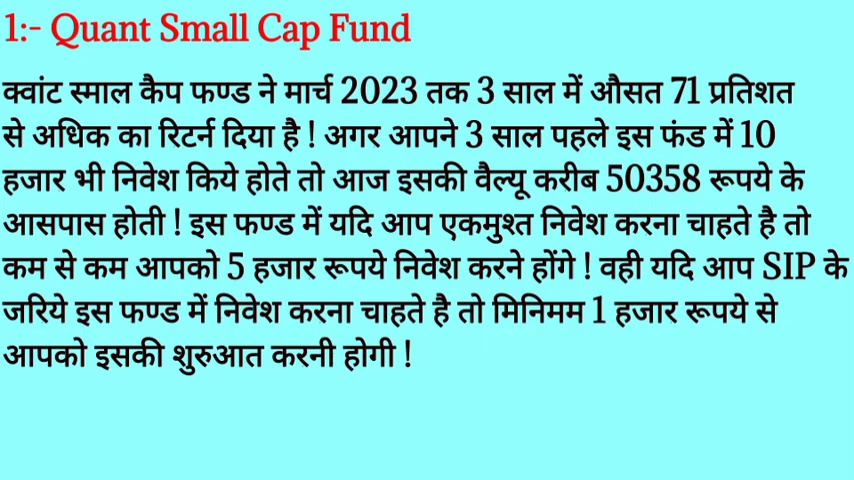 1:- Quant Small Cap Fund
क्वांट स्माल कैप फण्ड ने मार्च 2023 तक 3 साल में औसत 71 प्रतिशत
से अधिक का रिटर्न दिया है ! अगर आपने 3 साल पहले इस फंड में 10
हजार भी निवेश किये होते तो आज इसकी वैल्यू करीब 50358 रूपये के
आसपास होती ! इस फण्ड में यदि आप एकमुश्त निवेश करना चाहते है तो
कम से कम आपको 5 हजार रूपये निवेश करने होंगे ! वही यदि आप SIP के
जरिये इस फण्ड में निवेश करना चाहते है तो मिनिमम 1 हजार रूपये से
आपको इसकी शुरुआत करनी होगी !